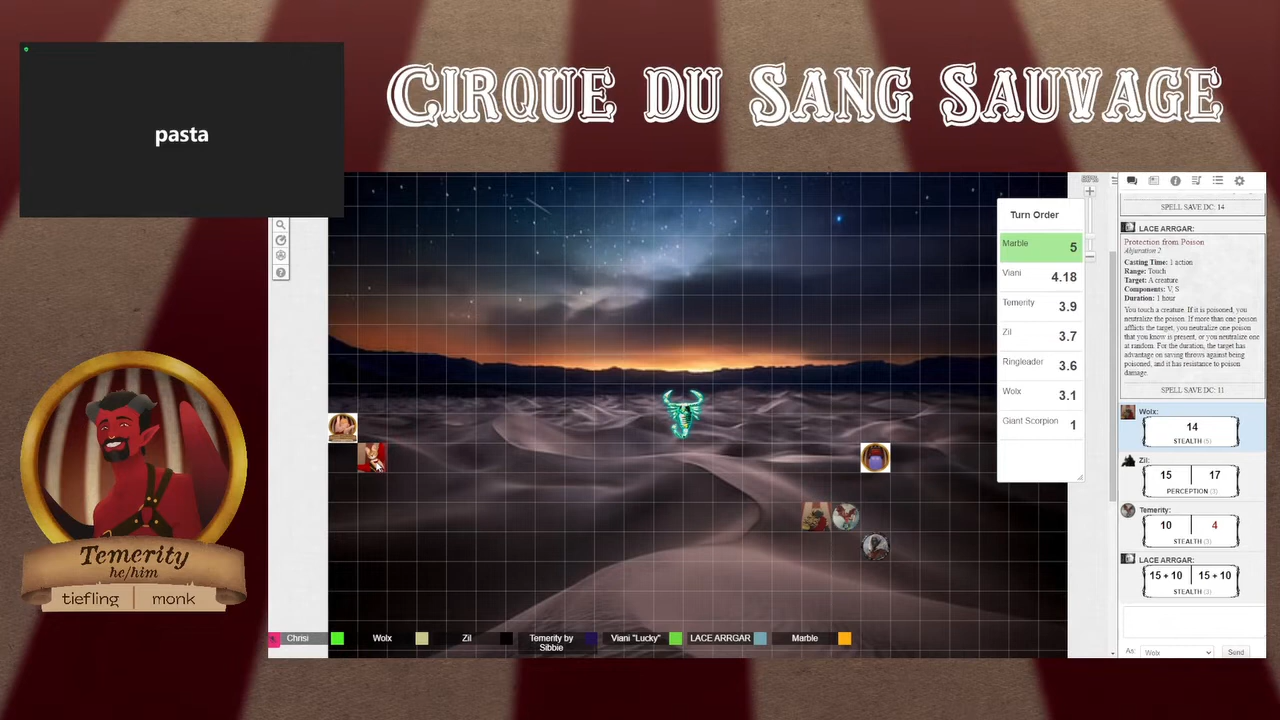 CIRQUE DU SANG SAUVAGE
pasta
Temerity
he/him
tiefling | monk
Turn Order
Marble 5
Viani 4.18
Temerity 3.9
Zil 3.7
Ringleader 3.6
Wolx 3.1
Giant Scorpion 1
Chrisi
Wolx
Zil
Temerity by
Sibbie
Viani "Lucky"
LACE ARRGAR
Marble
SPELL SAVE DC: 14
LACE ARRGAR:
Protection from Poison
Abjuration 2
Casting Time: 1 action
Range: Touch
Target: A creature
Components: V, S
Duration: 1 hour
You touch a creature. If it is poisoned, you
neutralize the poison. If more than one poison
afflicts the target, you neutralize one poison
that you know is present, or you neutralize one
at random. For the duration, the target has
advantage on saving throws against being
poisoned, and it has resistance to poison
damage.
SPELL SAVE DC: 11
Wolx:
14
STEALTH (5)
Zil:
15 | 17
PERCEPTION (3)
Temerity:
10 | 4
STEALTH (3)
LACE ARRGAR:
15 + 10 | 15 + 10
STEALTH (3)
As: Wolx
Send